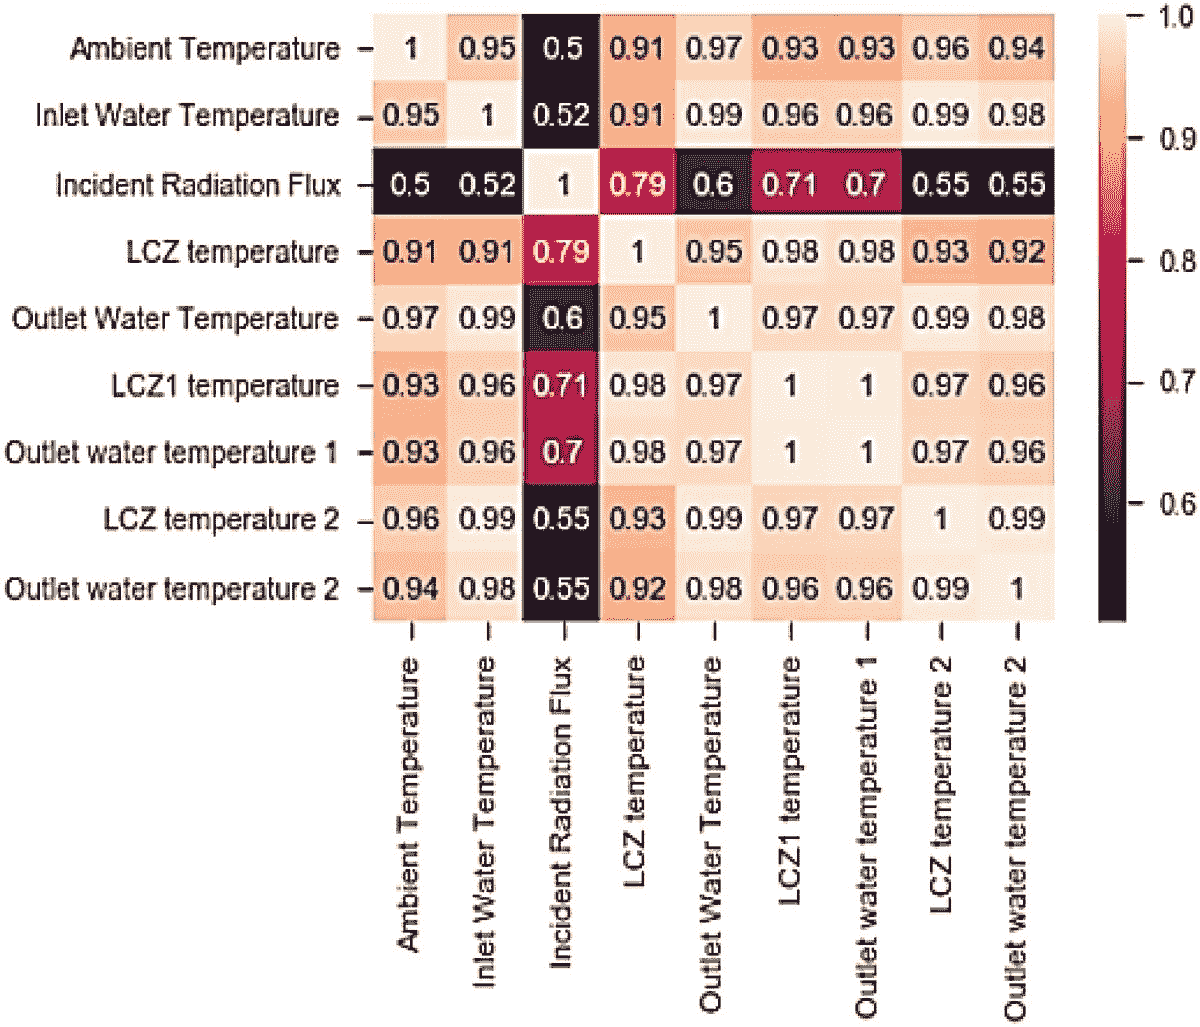 Ambient Temperature 1 0.95 0.5 0.91 0.97 0.93 0.93 0.96 0.94
Inlet Water Temperature 0.95 1 0.52 0.91 0.99 0.96 0.96 0.99 0.98
Incident Radiation Flux 0.5 0.52 1 0.79 0.6 0.71 0.7 0.55 0.55
LCZ temperature 0.91 0.91 0.79 1 0.95 0.98 0.98 0.93 0.92
Outlet Water Temperature 0.97 0.99 0.6 0.95 1 0.97 0.97 0.99 0.98
LCZ1 temperature 0.93 0.96 0.71 0.98 0.97 1 1 0.97 0.96
Outlet water temperature 1 0.93 0.96 0.7 0.98 0.97 1 1 0.97 0.96
LCZ temperature 2 0.96 0.99 0.55 0.93 0.99 0.97 0.97 1 0.99
Outlet water temperature 2 0.94 0.98 0.55 0.92 0.98 0.96 0.96 0.99 1
Ambient Temperature
Inlet Water Temperature
Incident Radiation Flux
LCZ temperature
Outlet Water Temperature
LCZ1 temperature
Outlet water temperature 1
LCZ temperature 2
Outlet water temperature 2
1.0
0.9
0.8
0.7
0.6